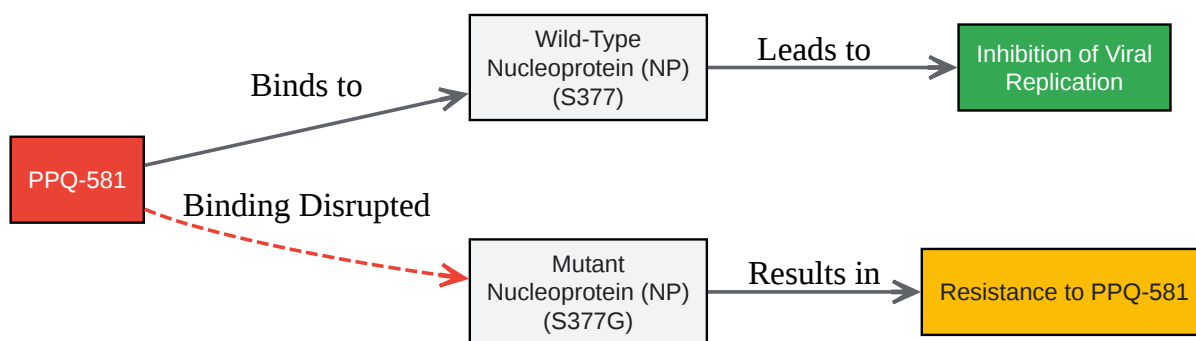 Wild-Type
Nucleoprotein (NP)
(S377)
Leads to
Inhibition of Viral
Replication
Binds to
PPQ-581
Binding Disrupted
Mutant
Nucleoprotein (NP)
(S377G)
Results in
Resistance to PPQ-581